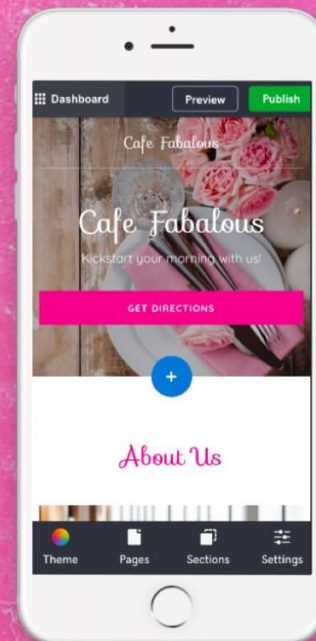 Dashboard Preview Publish
Cafe Fabalous
Cafe Fabalous
Kickstart your morning with us!
GET DIRECTIONS
+
About Us
Theme Pages Sections Settings